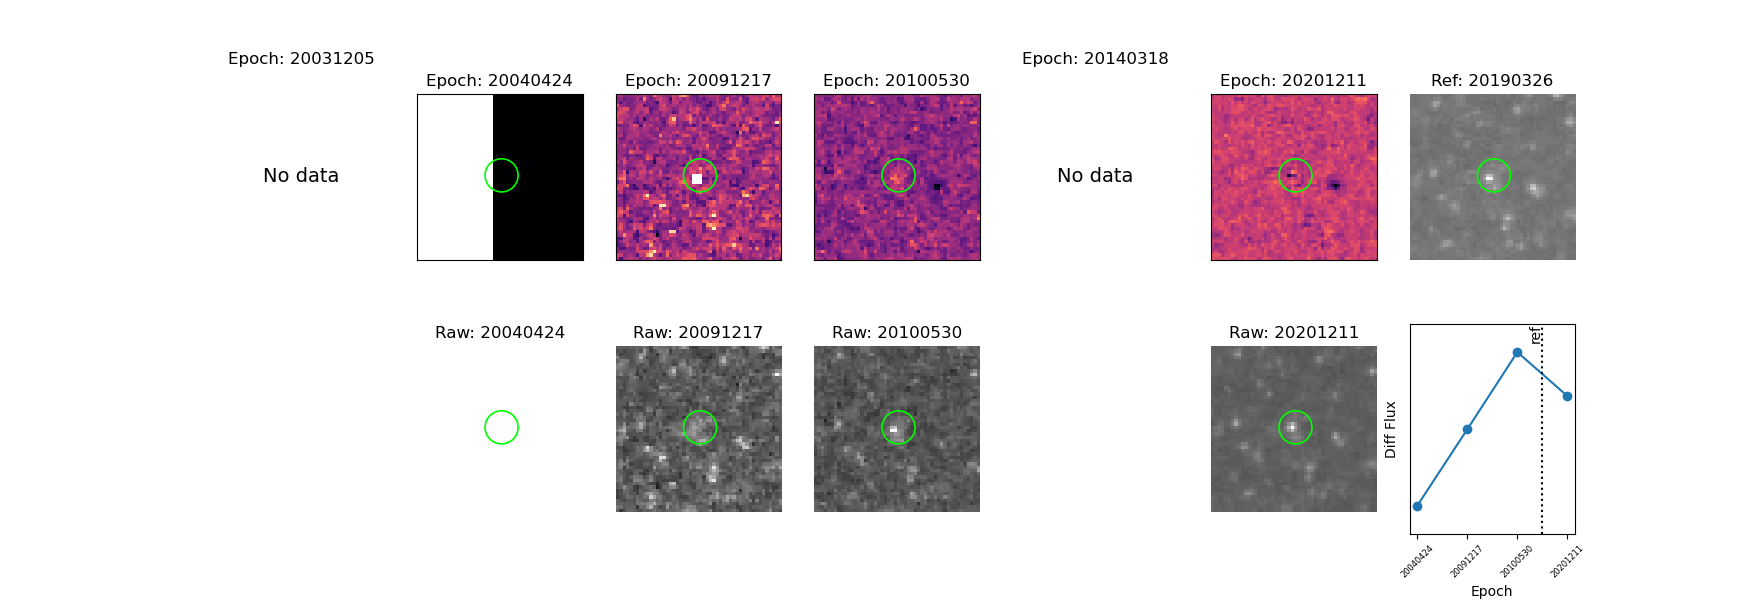 Epoch: 20031205
Epoch: 20040424
Epoch: 20091217
Epoch: 20100530
Epoch: 20140318
Epoch: 20201211
Ref: 20190326
No data
No data
Raw: 20040424
Raw: 20091217
Raw: 20100530
Raw: 20201211
ref
Diff Flux
20040424
20091217
20100530
20201211
Epoch